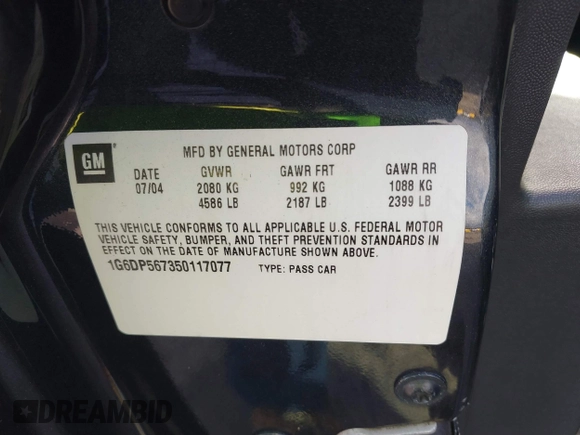 GM
MFD BY GENERAL MOTORS CORP
DATE GVWR GAWR FRT GAWR RR
07/04 2080 KG 992 KG 1088 KG
4586 LB 2187 LB 2399 LB
THIS VEHICLE CONFORMS TO ALL APPLICABLE U.S. FEDERAL MOTOR
VEHICLE SAFETY, BUMPER, AND THEFT PREVENTION STANDARDS IN
EFFECT ON THE DATE OF MANUFACTURE SHOWN ABOVE.
1G6DP567350117077 TYPE: PASS CAR
DREAMBID